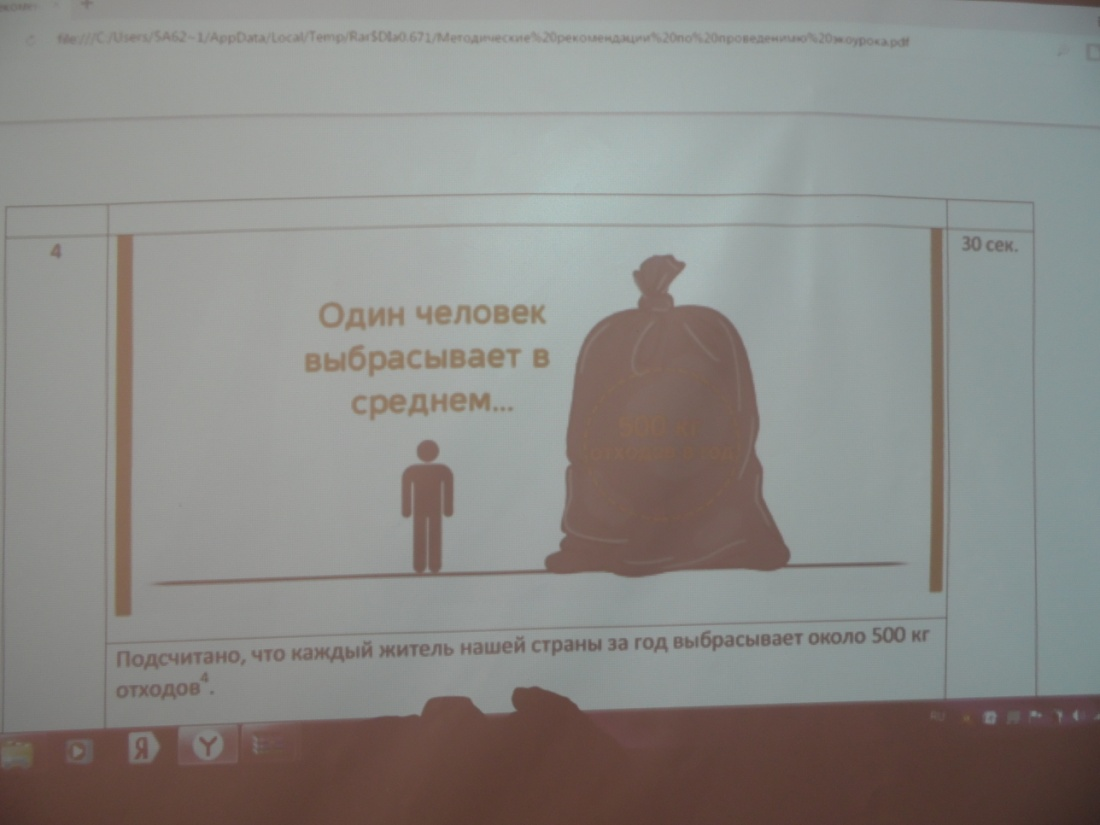 file:///C:/Users/SA62~1/AppData/Local/Temp/Rar$DIa0.671/Методические%20рекомендации%20по%20проведению%20экоурока.pdf
4
30 сек.
Один человек
выбрасывает в
среднем...
500 кг
отходов в год
Подсчитано, что каждый житель нашей страны за год выбрасывает около 500 кг
отходов4.
RU
Я
Y